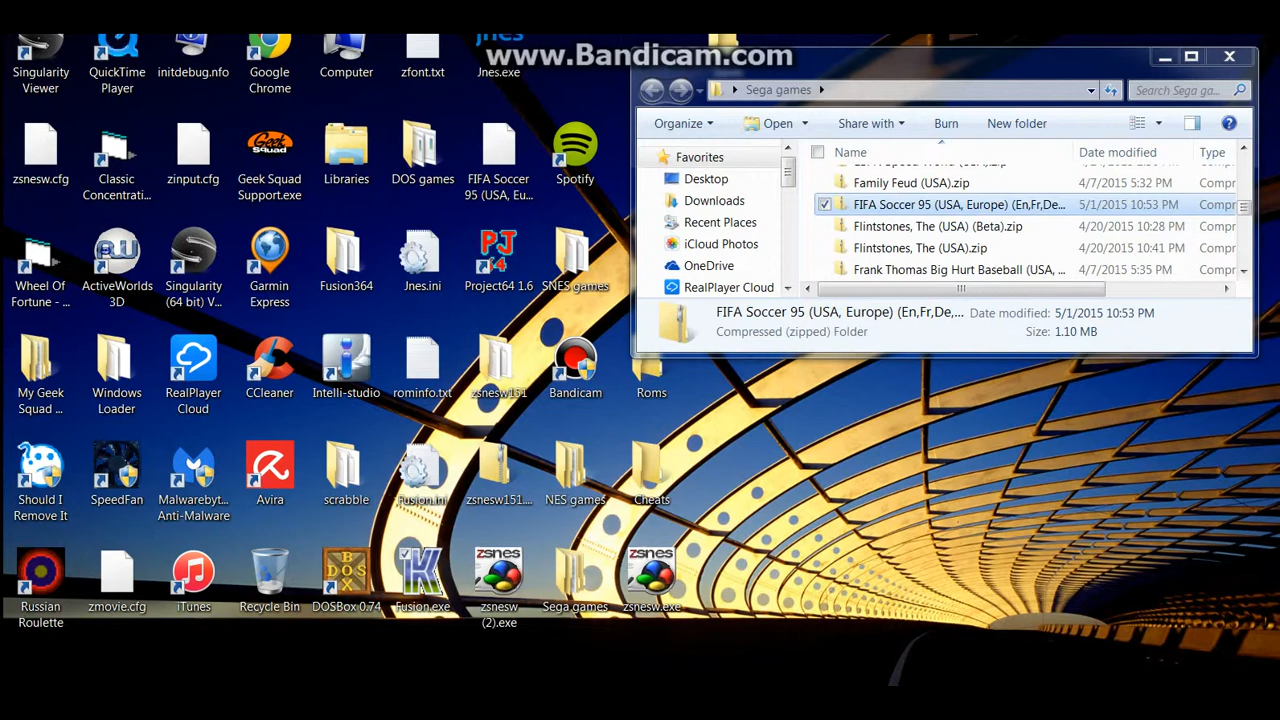 www.Bandicam.com
Singularity
Viewer
QuickTime
Player
initdebug.nfo
Google
Chrome
Computer
zfont.txt
Jnes.exe
zsnesw.cfg
Classic
Concentrati...
zinput.cfg
Geek
Squad
Geek Squad
Support.exe
Libraries
DOS games
FIFA Soccer
95 (USA, Eu...
Spotify
Wheel Of
Fortune - ...
AW
ActiveWorlds
3D
Singularity
(64 bit) V...
Garmin
Express
Fusion364
Jnes.ini
PJ
64
Project64 1.6
SNES games
My Geek
Squad ...
Windows
Loader
RealPlayer
Cloud
CCleaner
Intelli-studio
rominfo.txt
zsnesw151
Bandicam
Roms
Should I
Remove It
SpeedFan
Malwarebyt...
Anti-Malware
Avira
scrabble
Fusion.ini
zsnesw151....
NES games
Cheats
Russian
Roulette
zmovie.cfg
iTunes
Recycle Bin
DOS
BOX
DOSBox 0.74
K
Fusion.exe
zsnes
zsnesw
(2).exe
Sega games
zsnes
zsnesw.exe
Sega games
Search Sega ga...
Organize
Open
Share with
Burn
New folder
Favorites
Desktop
Downloads
Recent Places
iCloud Photos
OneDrive
RealPlayer Cloud
Name
Date modified
Type
Family Feud (USA).zip
4/7/2015 5:32 PM
Compr
FIFA Soccer 95 (USA, Europe) (En,Fr,De...
5/1/2015 10:53 PM
Compr
Flintstones, The (USA) (Beta).zip
4/20/2015 10:28 PM
Compr
Flintstones, The (USA).zip
4/20/2015 10:41 PM
Compr
Frank Thomas Big Hurt Baseball (USA, ...
4/7/2015 5:35 PM
Compr
FIFA Soccer 95 (USA, Europe) (En,Fr,De,...
Date modified: 5/1/2015 10:53 PM
Compressed (zipped) Folder
Size: 1.10 MB